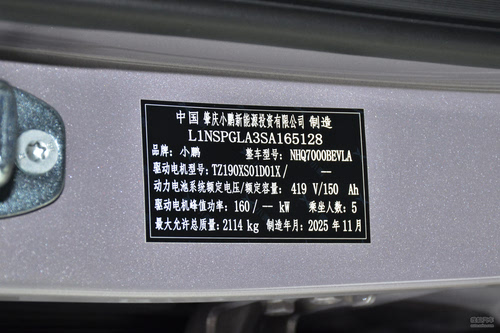 中国 肇庆小鹏新能源投资有限公司 制造
L1NSPGLA3SA165128
品牌：小鹏 整车型号：NHQ7000BEVLA
驱动电机型号：TZ190XS01D01X/ —
动力电池系统额定电压/额定容量：419 V/150 Ah
驱动电机峰值功率：160/— kW 乘坐人数：5
最大允许总质量：2114 kg 制造年月：2025 年 11 月